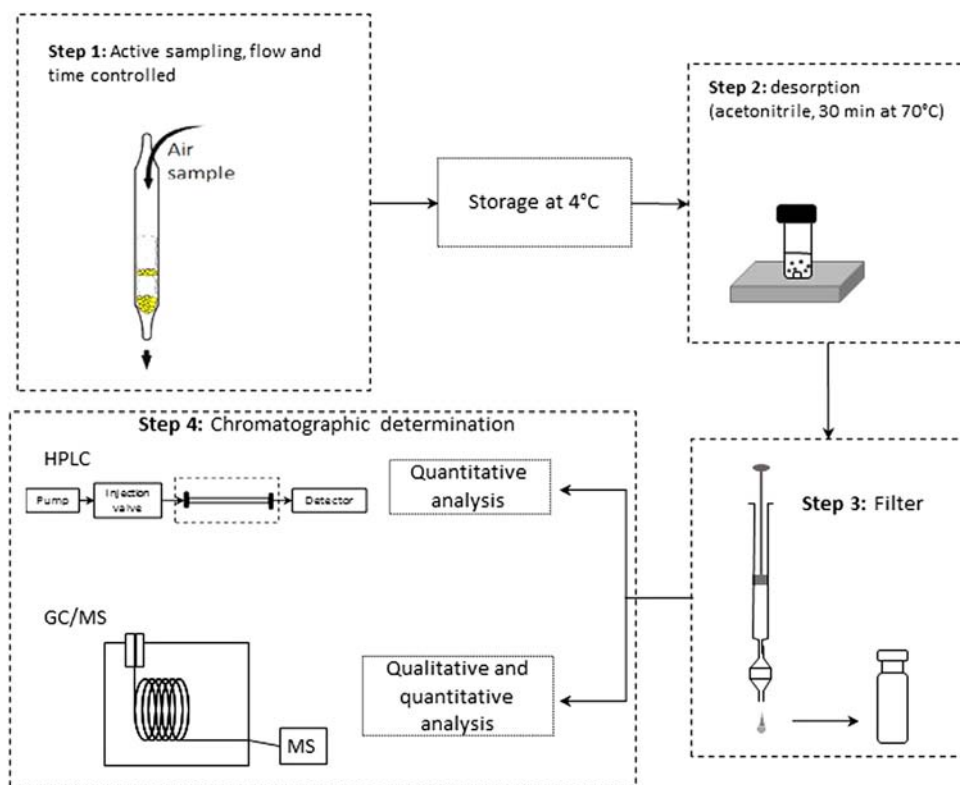 Step 1: Active sampling, flow and
time controlled
Air
sample
Storage at 4°C
Step 2: desorption
(acetonitrile, 30 min at 70°C)
Step 3: Filter
Step 4: Chromatographic determination
HPLC
Pump
Injection
valve
Detector
Quantitative
analysis
GC/MS
MS
Qualitative and
quantitative
analysis